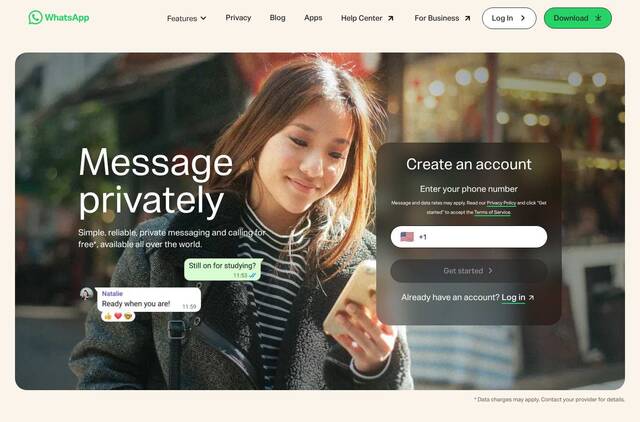 WhatsApp
Features
Privacy
Blog
Apps
Help Center
For Business
Log In
Download
Message
privately
Simple, reliable, private messaging and calling for
free*, available all over the world.
Still on for studying?
11:53
Natalie
Ready when you are!
11:59
Create an account
Enter your phone number
Message and data rates may apply. Read our Privacy Policy and click "Get
started" to accept the Terms of Service.
+1
Get started
Already have an account? Log in
* Data charges may apply. Contact your provider for details.